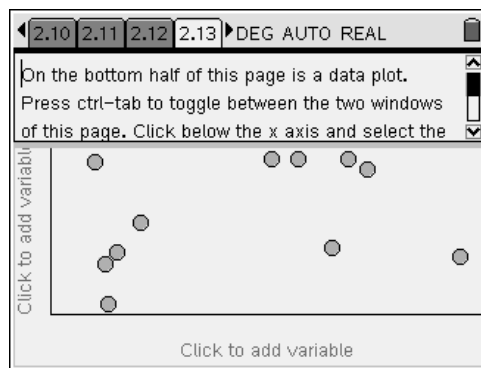 2.10 2.11 2.12 2.13 DEG AUTO REAL
On the bottom half of this page is a data plot.
Press ctrl-tab to toggle between the two windows
of this page. Click below the x axis and select the
Click to add variabl
Click to add variable